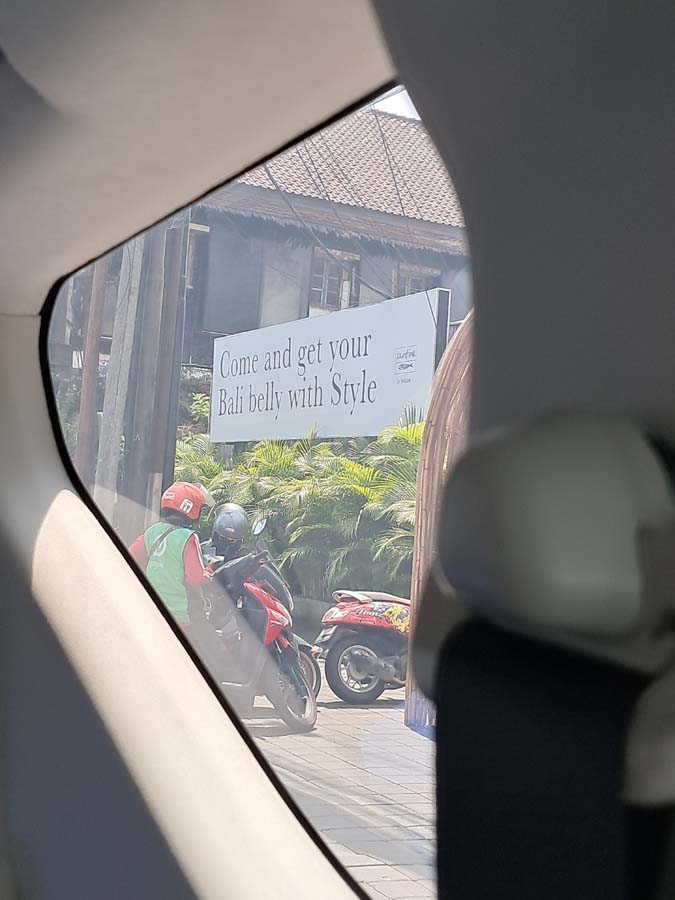 Come and get your
Bali belly with Style